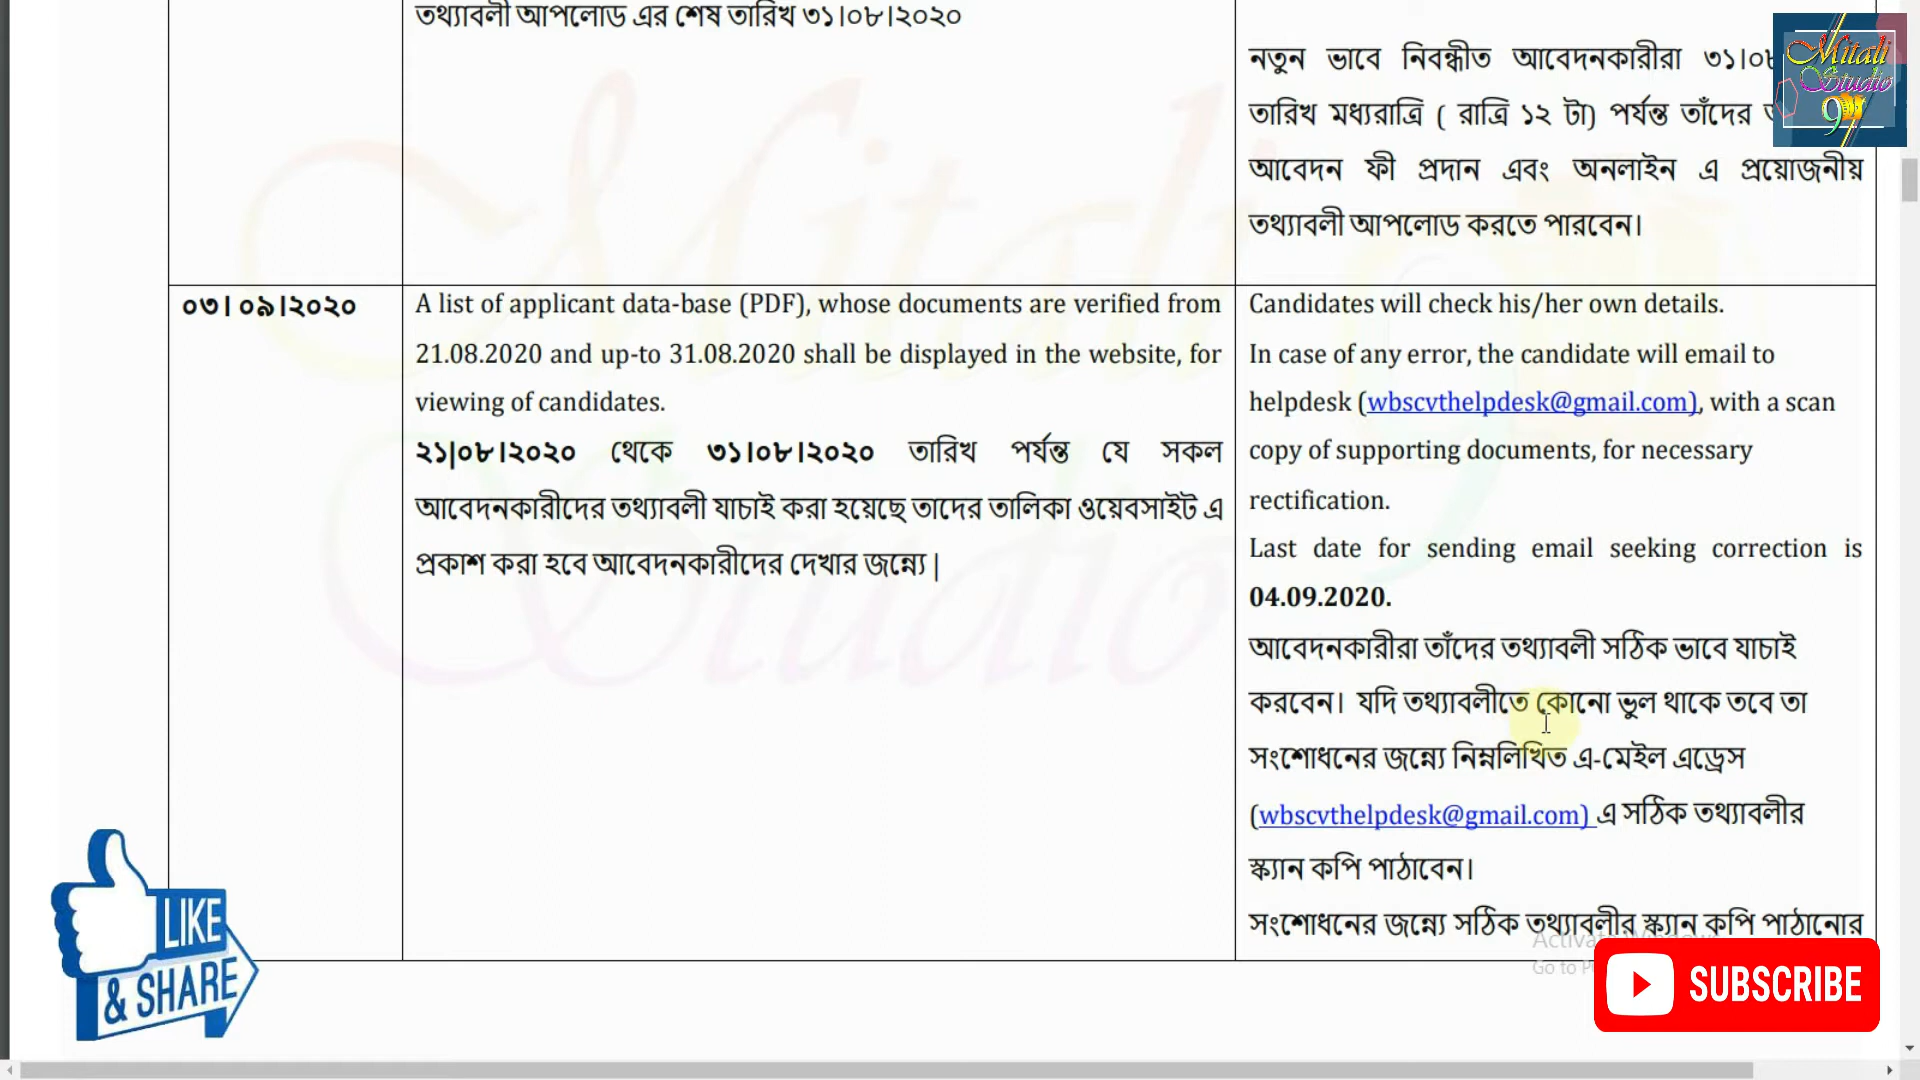 তথ্যাবলী আপলোড এর শেষ তারিখ ৩১।০৮।২০২০
নতুন ভাবে নিবন্ধীত আবেদনকারীরা ৩১।০৮
তারিখ মধ্যরাত্রি ( রাত্রি ১২ টা) পর্যন্ত তাঁদের
আবেদন ফী প্রদান এবং অনলাইন এ প্রয়োজনীয়
তথ্যাবলী আপলোড করতে পারবেন।
Mitali
Studio
9
০৩। ০৯।২০২০
A list of applicant data-base (PDF), whose documents are verified from
21.08.2020 and up-to 31.08.2020 shall be displayed in the website, for
viewing of candidates.
২১|০৮।২০২০ থেকে ৩১।০৮।২০২০ তারিখ পর্যন্ত যে সকল
আবেদনকারীদের তথ্যাবলী যাচাই করা হয়েছে তাদের তালিকা ওয়েবসাইট এ
প্রকাশ করা হবে আবেদনকারীদের দেখার জন্যে|
Candidates will check his/her own details.
In case of any error, the candidate will email to
helpdesk (wbscvthelpdesk@gmail.com), with a scan
copy of supporting documents, for necessary
rectification.
Last date for sending email seeking correction is
04.09.2020.
আবেদনকারীরা তাঁদের তথ্যাবলী সঠিক ভাবে যাচাই
করবেন। যদি তথ্যাবলীতে কোনো ভুল থাকে তবে তা
সংশোধনের জন্যে নিম্নলিখিত এ-মেইল এড্রেস
(wbscvthelpdesk@gmail.com) এ সঠিক তথ্যাবলীর
স্ক্যান কপি পাঠাবেন।
সংশোধনের জন্যে সঠিক তথ্যাবলীর স্ক্যান কপি পাঠানোর
Mitali
Studio
9
LIKE
& SHARE
Go to
SUBSCRIBE